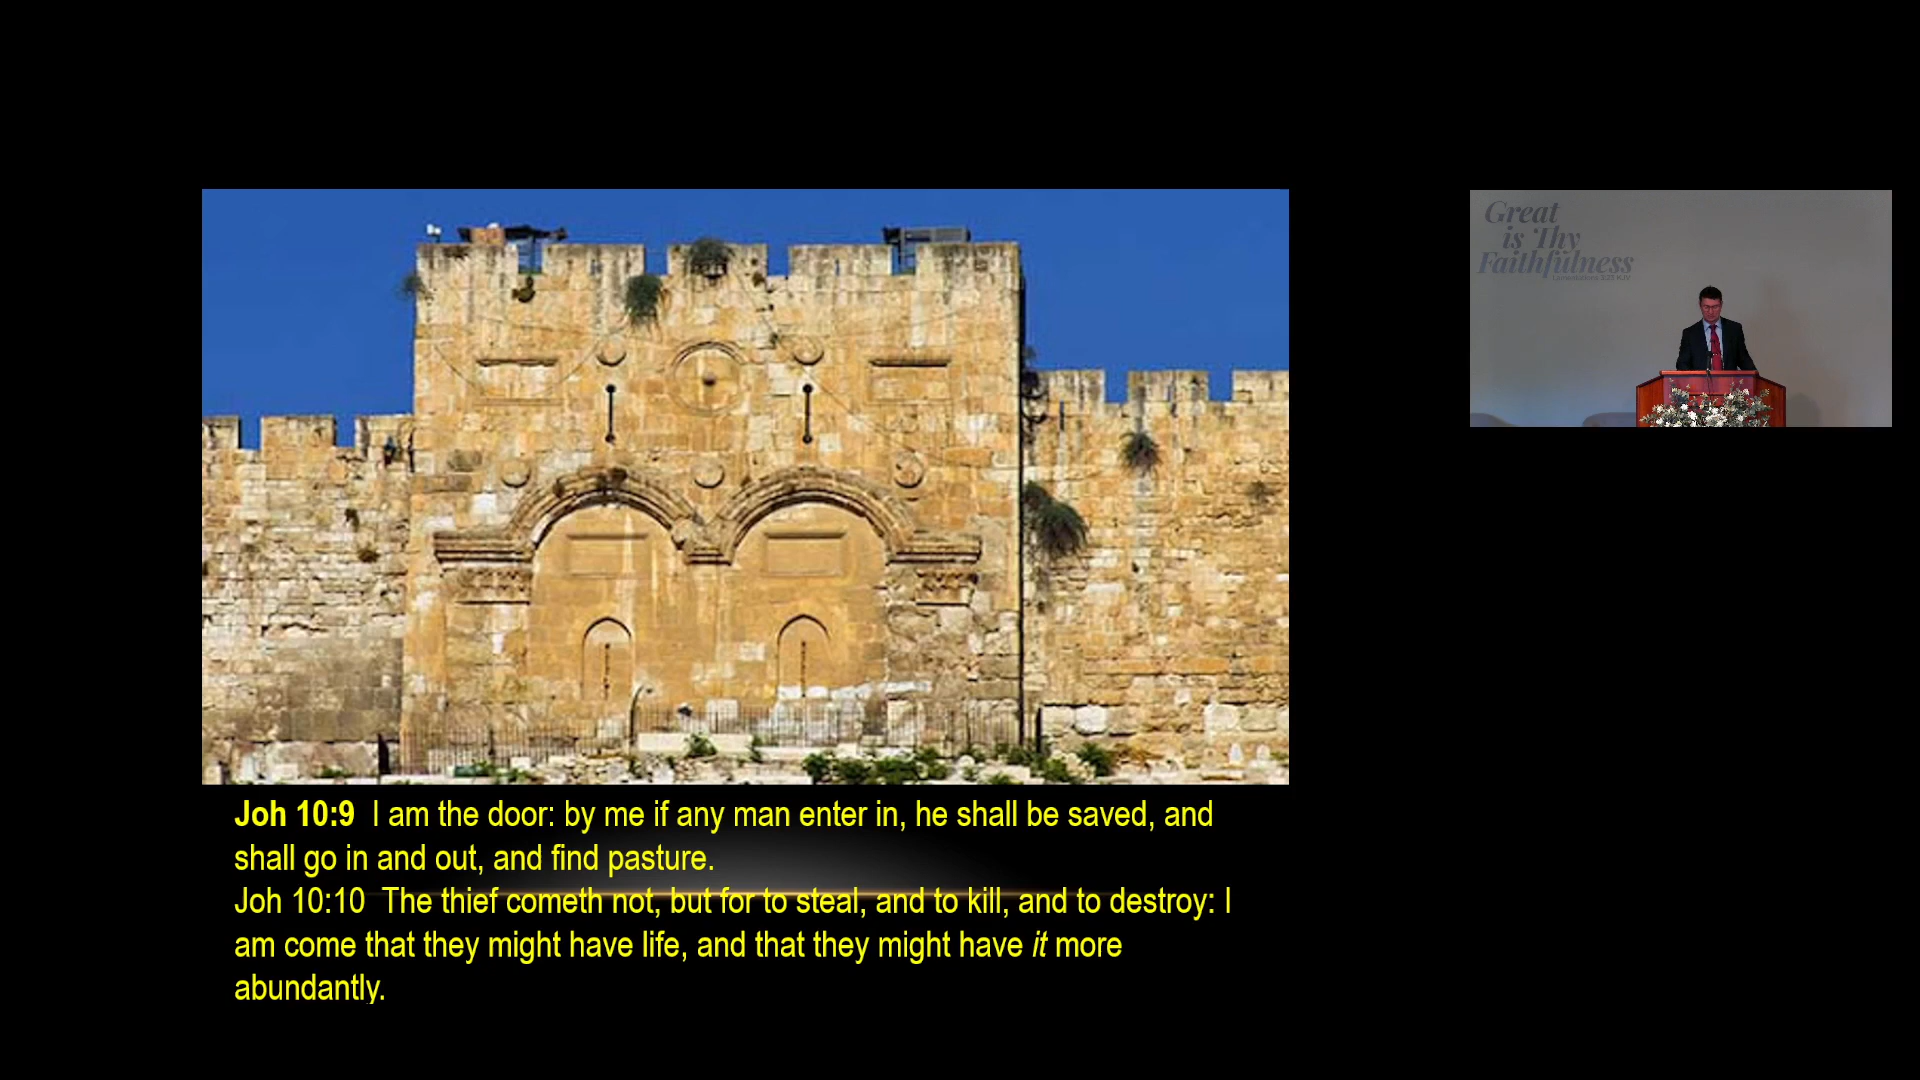 Great
is Thy
Faithfulness
Joh 10:9  I am the door: by me if any man enter in, he shall be saved, and
shall go in and out, and find pasture.
Joh 10:10  The thief cometh not, but for to steal, and to kill, and to destroy: I
am come that they might have life, and that they might have it more
abundantly.